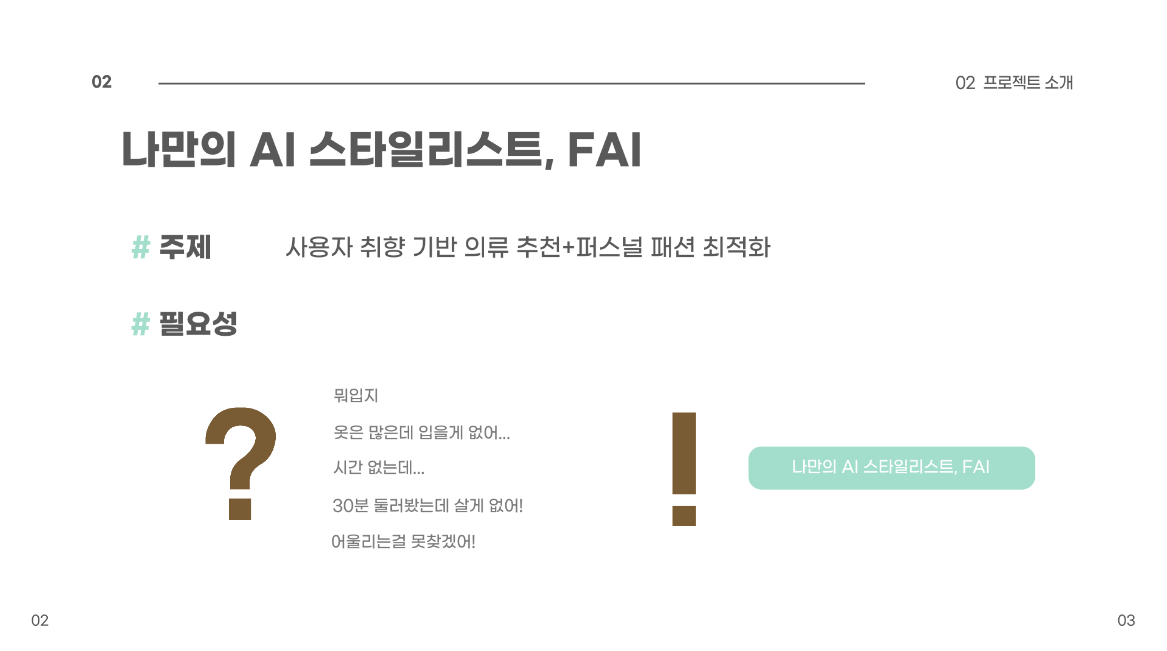 02
02 프로젝트 소개
나만의 AI 스타일리스트, FAI
# 주제
사용자 취향 기반 의류 추천+퍼스널 패션 최적화
# 필요성
?
뭐입지
옷은 많은데 입을게 없어...
시간 없는데...
30분 둘러봤는데 살게 없어!
어울리는걸 못찾겠어!
!
나만의 AI 스타일리스트, FAI
02
03